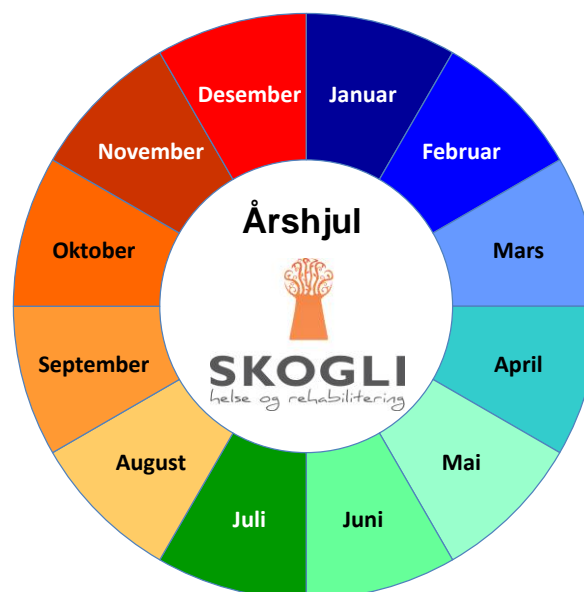 Januar
Februar
Mars
April
Mai
Juni
Juli
August
September
Oktober
November
Desember
Årshjul
SKOGLI
helse og rehabilitering